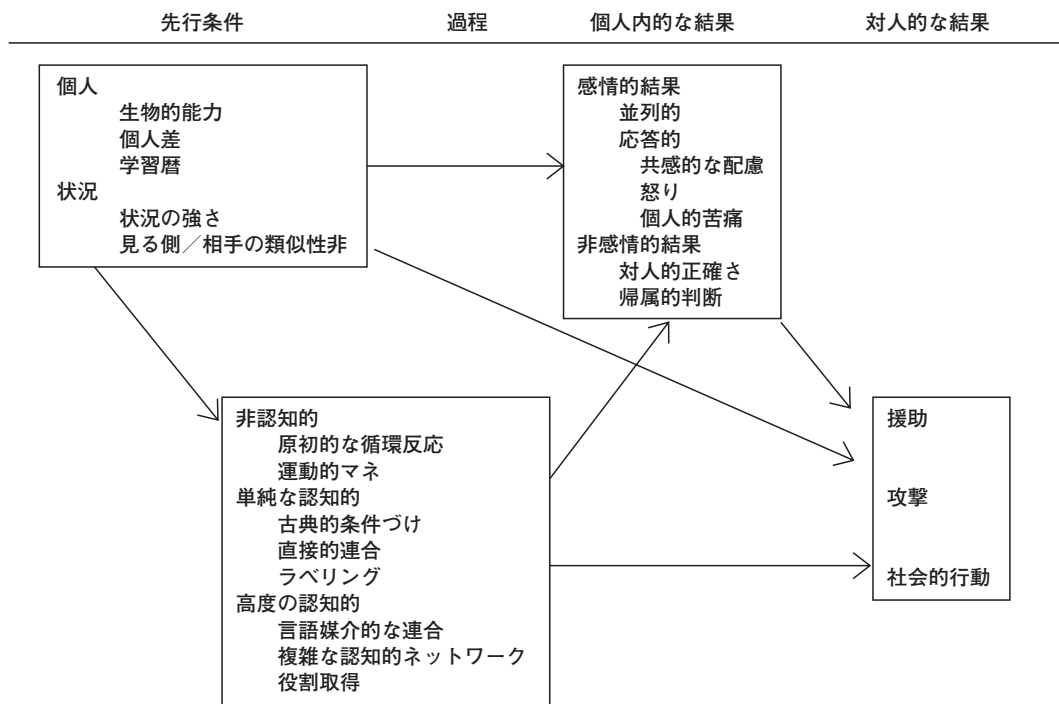 先行条件 過程 個人内的な結果 対人的な結果
個人
生物的能力
個人差
学習暦
状況
状況の強さ
見る側／相手の類似性非
感情的結果
並列的
応答的
共感的な配慮
怒り
個人的苦痛
非感情的結果
対人的正確さ
帰属的判断
非認知的
原初的な循環反応
運動的マネ
単純な認知的
古典的条件づけ
直接的連合
ラベリング
高度の認知的
言語媒介的な連合
複雑な認知的ネットワーク
役割取得
援助
攻撃
社会的行動